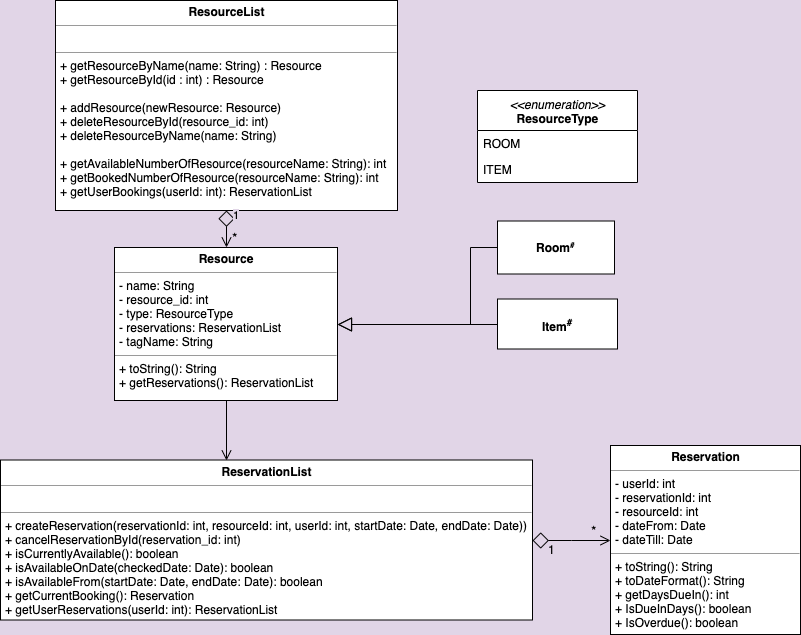 ResourceList
+ getResourceByName(name: String) : Resource
+ getResourceById(id : int) : Resource
+ addResource(newResource: Resource)
+ deleteResourceById(resource_id: int)
+ deleteResourceByName(name: String)
+ getAvailableNumberOfResource(resourceName: String): int
+ getBookedNumberOfResource(resourceName: String): int
+ getUserBookings(userId: int): ReservationList
1
*
<<enumeration>>
ResourceType
ROOM
ITEM
Resource
- name: String
- resource_id: int
- type: ResourceType
- reservations: ReservationList
- tagName: String
+ toString(): String
+ getReservations(): ReservationList
Room#
Item#
ReservationList
+ createReservation(reservationId: int, resourceId: int, userId: int, startDate: Date, endDate: Date))
+ cancelReservationById(reservation_id: int)
+ isCurrentlyAvailable(): boolean
+ isAvailableOnDate(checkedDate: Date): boolean
+ isAvailableFrom(startDate: Date, endDate: Date): boolean
+ getCurrentBooking(): Reservation
+ getUserReservations(userId: int): ReservationList
1
*
Reservation
- userId: int
- reservationId: int
- resourceId: int
- dateFrom: Date
- dateTill: Date
+ toString(): String
+ toDateFormat(): String
+ getDaysDueIn(): int
+ IsDueInDays(): boolean
+ IsOverdue(): boolean